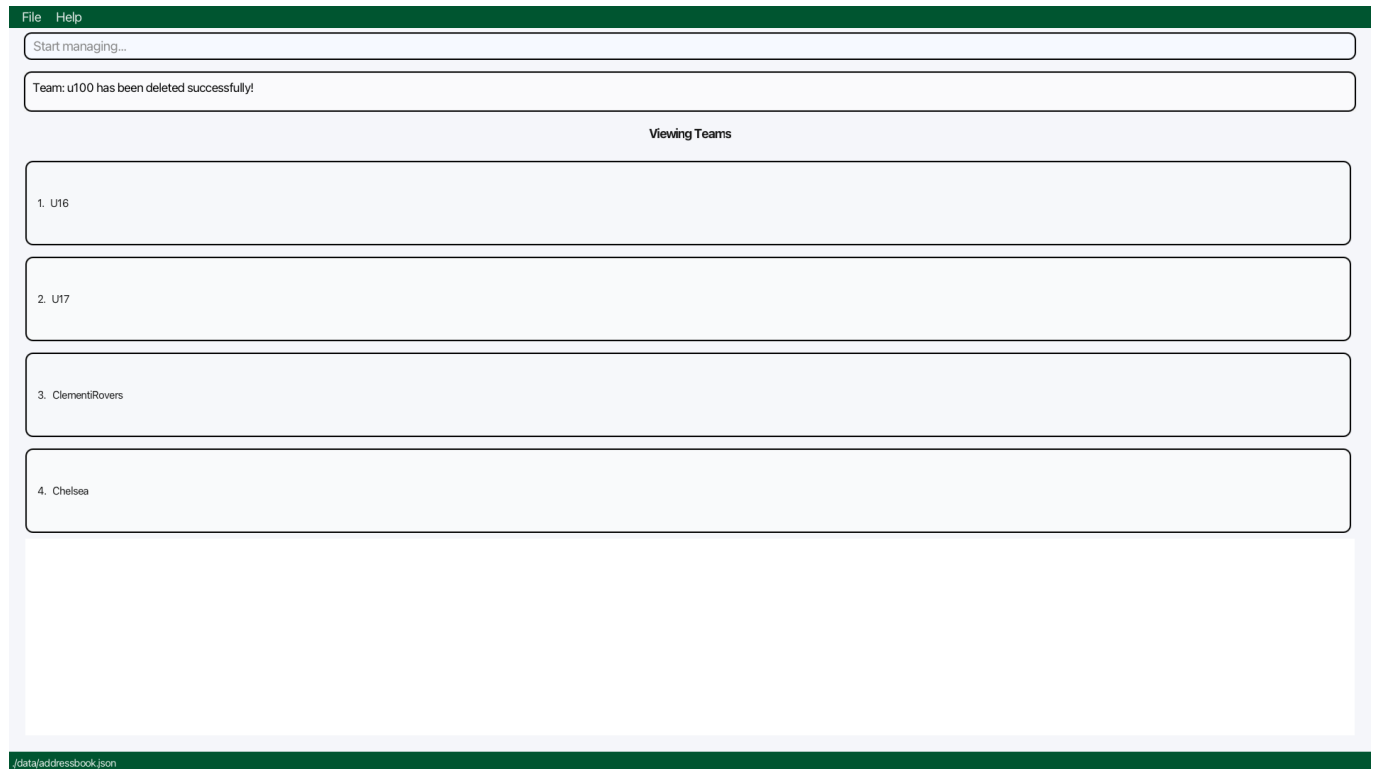 File Help
Start managing...
Team: u100 has been deleted successfully!
Viewing Teams
1. U16
2. U17
3. ClementiRovers
4. Chelsea
./data/addressbook.json